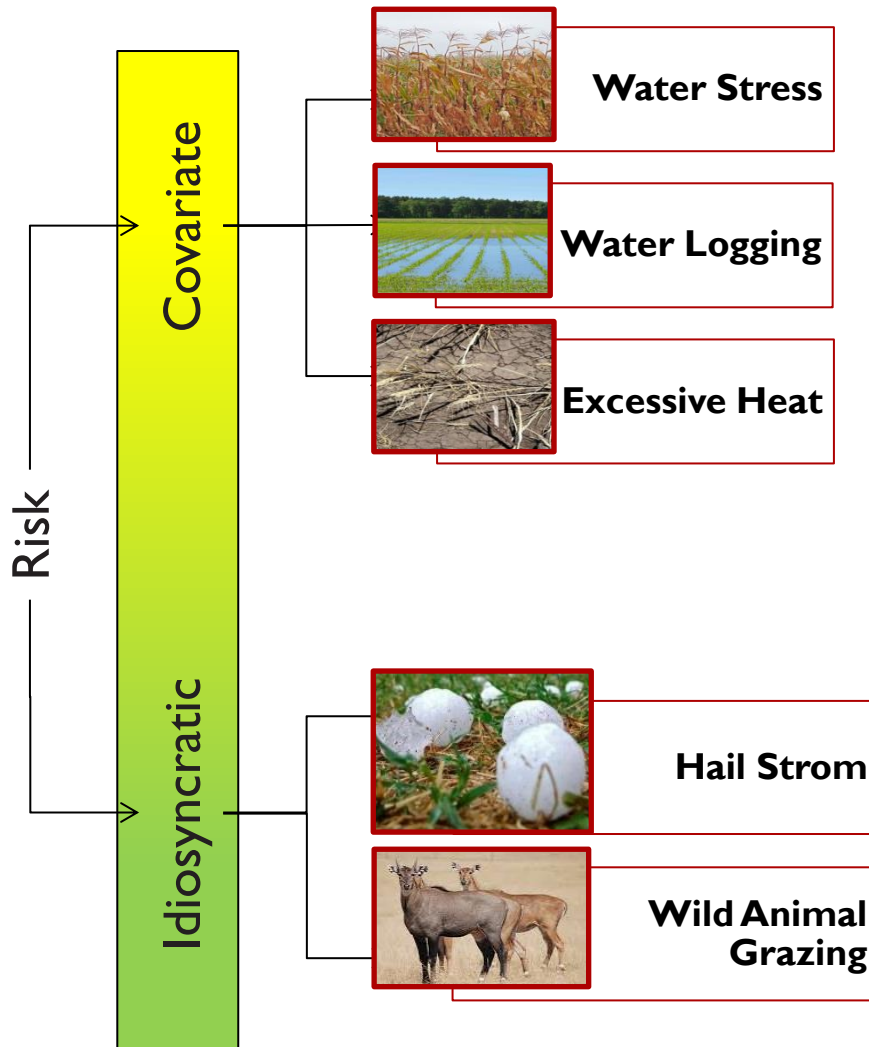 Risk
Covariate
Water Stress
Water Logging
Excessive Heat
Idiosyncratic
Hail Strom
Wild Animal
Grazing